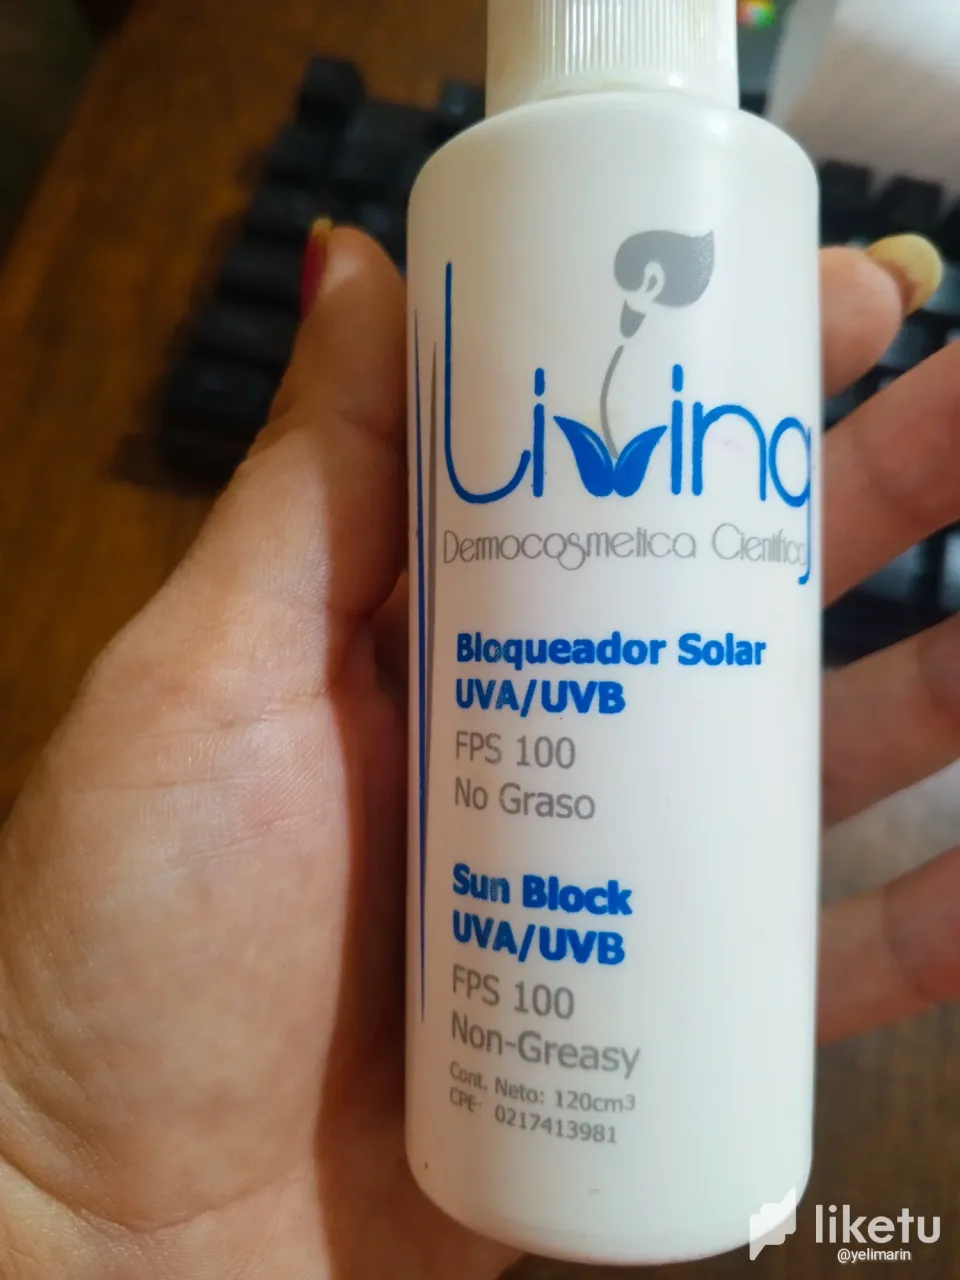 Living
Dermocosmetica Cientifica
Bloqueador Solar
UVA/UVB
FPS 100
No Graso
Sun Block
UVA/UVB
FPS 100
Non-Greasy
Cont. Neto: 120cm³
CPE: 0217413981
liketu
@yelimarin